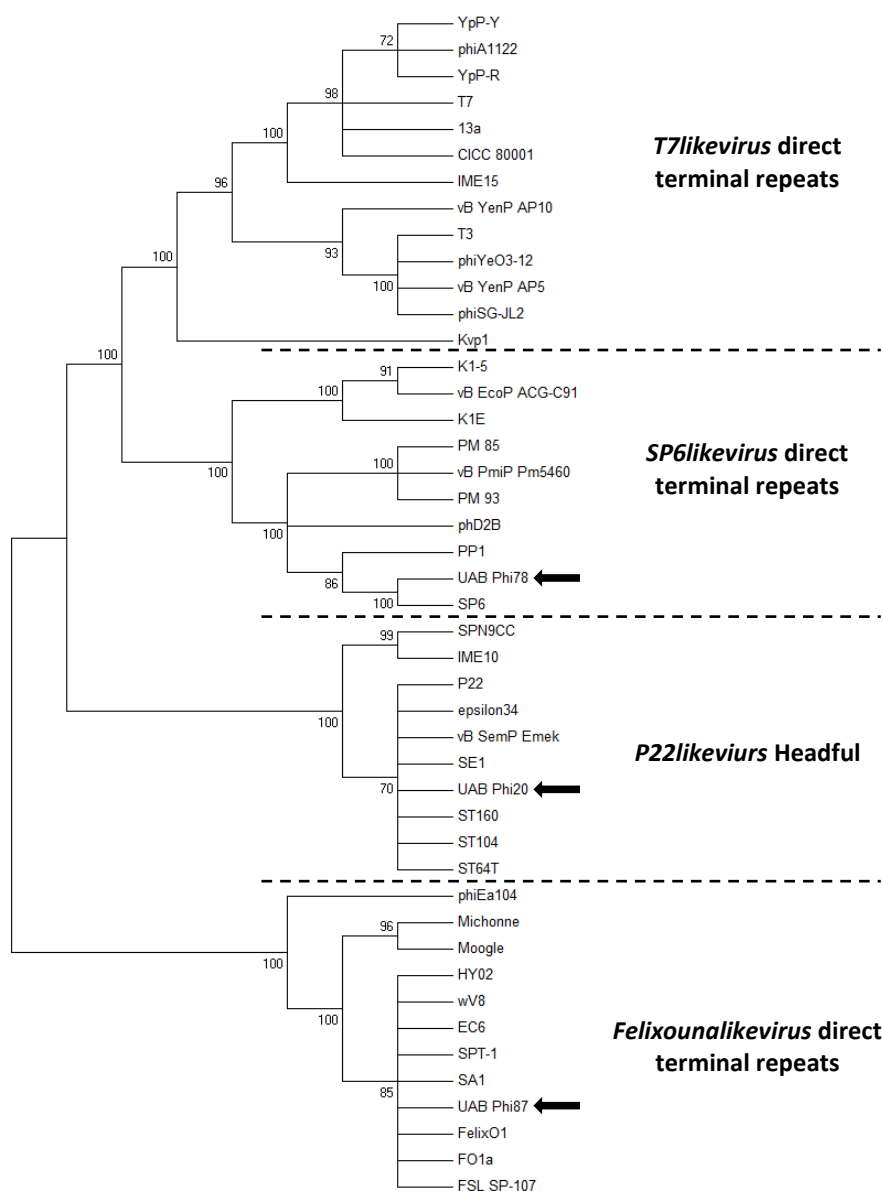 YpP-Y
72
phiA1122
YpP-R
98
T7
100
13a
CICC 80001
T7likevirus direct
terminal repeats
96
IME15
vB YenP AP10
93
T3
100
phiYeO3-12
100
vB YenP AP5
phiSG-JL2
Kvp1
100
K1-5
91
vB EcoP ACG-C91
100
K1E
PM 85
100
vB PmiP Pm5460
100
PM 93
SP6likevirus direct
terminal repeats
phD2B
100
PP1
86
UAB Phi78
100
SP6
SPN9CC
99
IME10
100
P22
epsilon34
vB SemP Emek
P22likeviurs Headful
SE1
70
UAB Phi20
ST160
ST104
ST64T
phiEa104
100
Michonne
96
Moogle
100
HY02
wV8
EC6
Felixounalikevirus direct
terminal repeats
SPT-1
SA1
85
UAB Phi87
FelixO1
FO1a
FSL SP-107